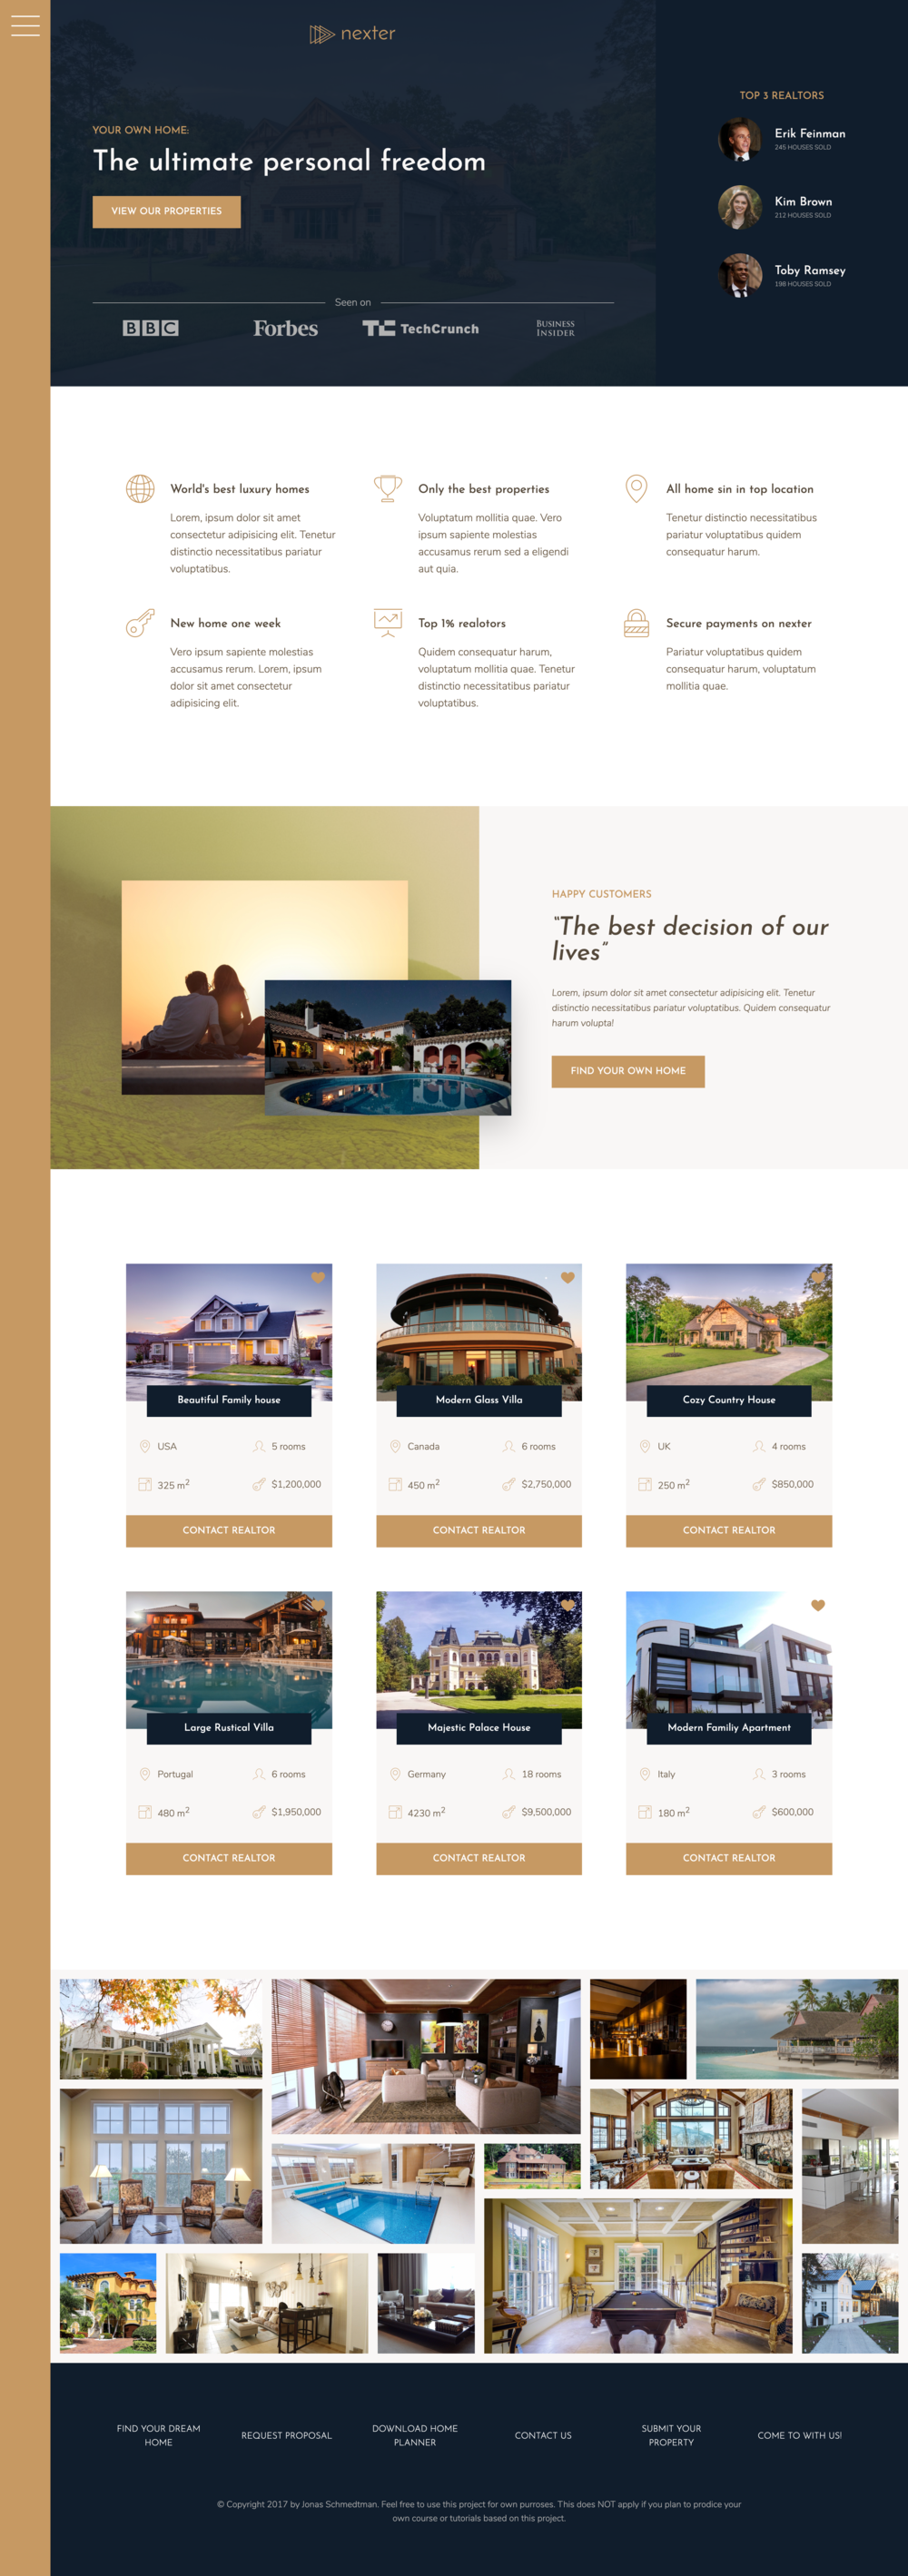 nexter
YOUR OWN HOME:
The ultimate personal freedom
VIEW OUR PROPERTIES
Seen on
BBC
Forbes
TC TechCrunch
BUSINESS
INSIDER
TOP 3 REALTORS
Erik Feinman
245 HOUSES SOLD
Kim Brown
212 HOUSES SOLD
Toby Ramsey
198 HOUSES SOLD
World's best luxury homes
Lorem, ipsum dolor sit amet
consectetur adipisicing elit. Tenetur
distinctio necessitatibus pariatur
voluptatibus.
Only the best properties
Voluptatum mollitia quae. Vero
ipsum sapiente molestias
accusamus rerum sed a eligendi
aut quia.
All home sin in top location
Tenetur distinctio necessitatibus
pariatur voluptatibus quidem
consequatur harum.
New home one week
Vero ipsum sapiente molestias
accusamus rerum. Lorem, ipsum
dolor sit amet consectetur
adipisicing elit.
Top 1% realotors
Quidem consequatur harum,
voluptatum mollitia quae. Tenetur
distinctio necessitatibus pariatur
voluptatibus.
Secure payments on nexter
Pariatur voluptatibus quidem
consequatur harum, voluptatum
mollitia quae.
HAPPY CUSTOMERS
“The best decision of our
lives”
Lorem, ipsum dolor sit amet consectetur adipisicing elit. Tenetur
distinctio necessitatibus pariatur voluptatibus. Quidem consequatur
harum volupta!
FIND YOUR OWN HOME
Beautiful Family house
USA
5 rooms
325 m2
$1,200,000
CONTACT REALTOR
Modern Glass Villa
Canada
6 rooms
450 m2
$2,750,000
CONTACT REALTOR
Cozy Country House
UK
4 rooms
250 m2
$850,000
CONTACT REALTOR
Large Rustical Villa
Portugal
6 rooms
480 m2
$1,950,000
CONTACT REALTOR
Majestic Palace House
Germany
18 rooms
4230 m2
$9,500,000
CONTACT REALTOR
Modern Familiy Apartment
Italy
3 rooms
180 m2
$600,000
CONTACT REALTOR
FIND YOUR DREAM
HOME
REQUEST PROPOSAL
DOWNLOAD HOME
PLANNER
CONTACT US
SUBMIT YOUR
PROPERTY
COME TO WITH US!
© Copyright 2017 by Jonas Schmedtman. Feel free to use this project for own purroses. This does NOT apply if you plan to prodice your
own course or tutorials based on this project.